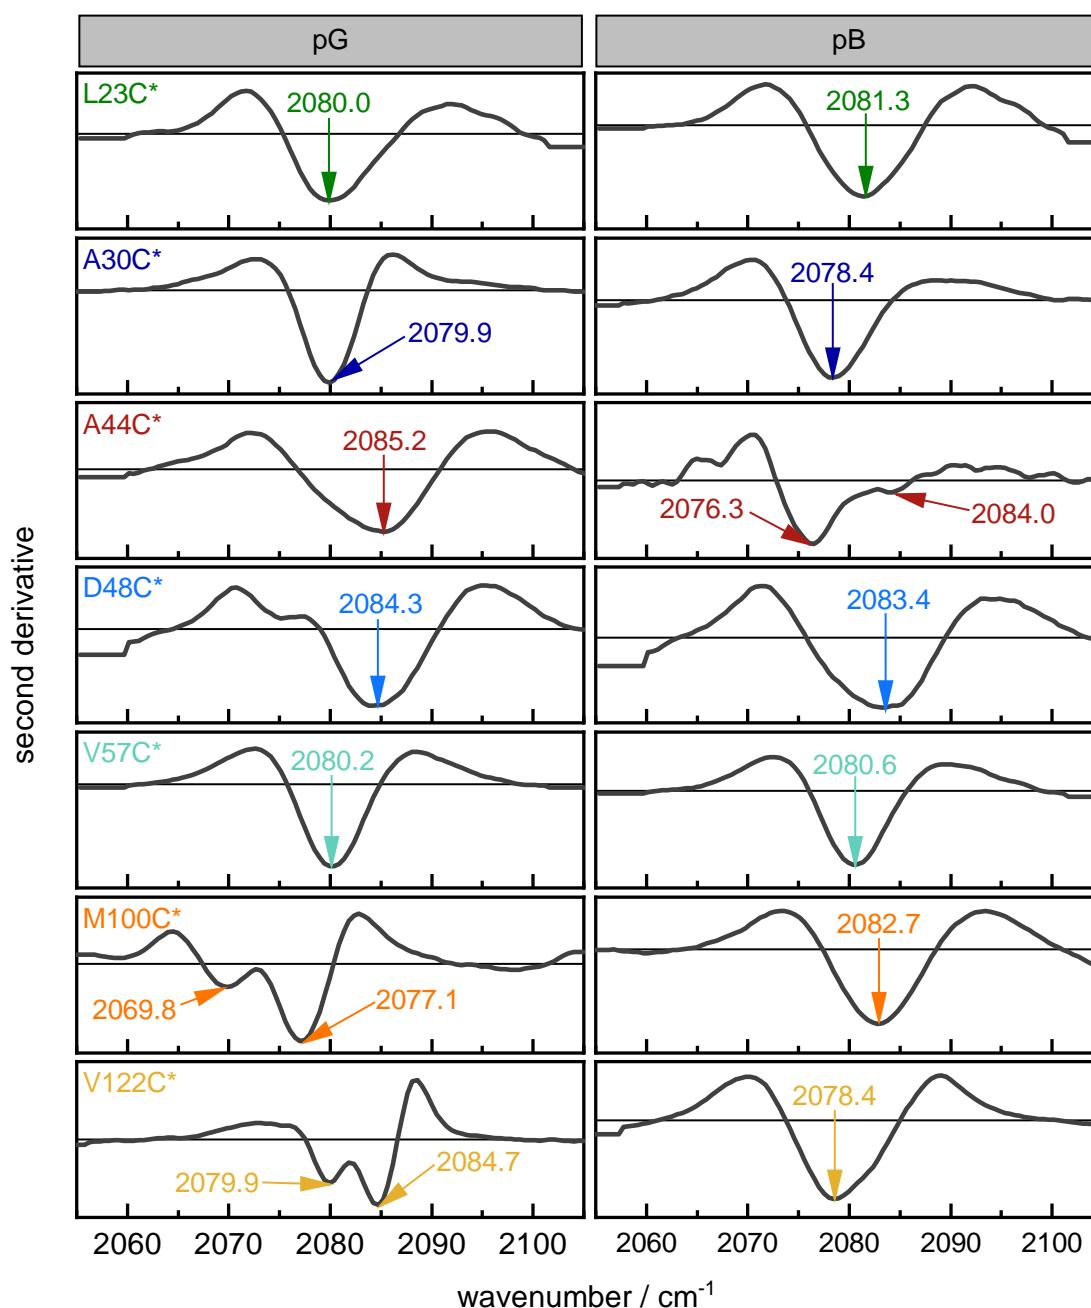 pG
pB
L23C*
2080.0
2081.3
A30C*
2079.9
2078.4
A44C*
2085.2
2076.3
2084.0
D48C*
2084.3
2083.4
V57C*
2080.2
2080.6
M100C*
2069.8
2077.1
2082.7
V122C*
2079.9
2084.7
2078.4
second derivative
2060 2070 2080 2090 2100
2060 2070 2080 2090 2100
wavenumber / cm⁻¹